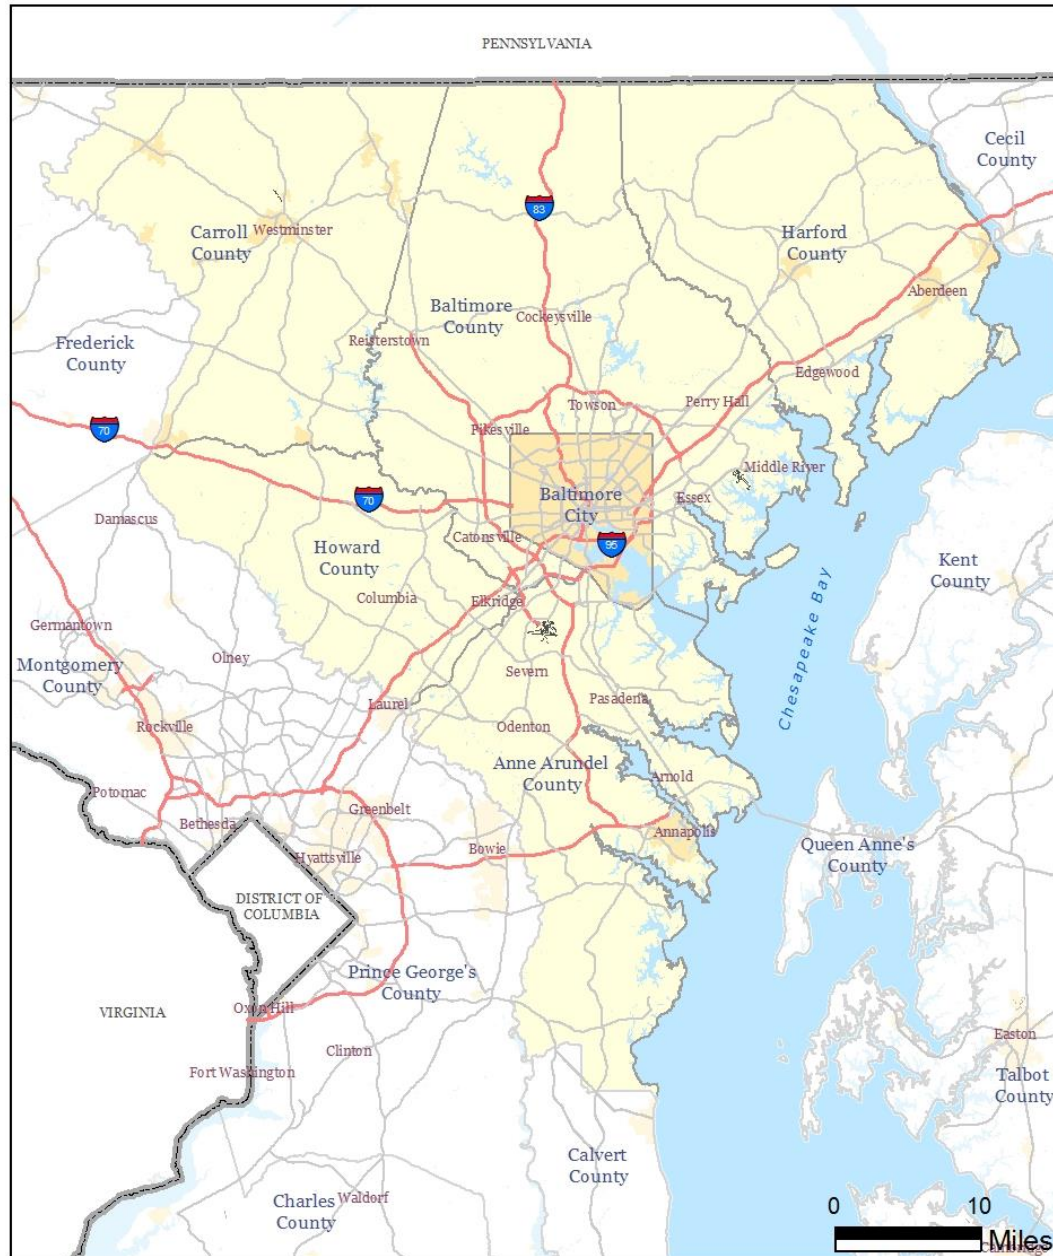 PENNSYLVANIA
Cecil
County
83
Carroll
County
Westminster
Harford
County
Aberdeen
Baltimore
County
Cockeysville
Reisterstown
Frederick
County
Edgewood
Towson
Perry Hall
70
Pikesville
Middle River
70
Baltimore
City
Essex
Damascus
Catonsville
95
Howard
County
Kent
County
Columbia
Elkridge
Chesapeake Bay
Germantown
Montgomery
County
Olney
Severn
Pasadena
Laurel
Rockville
Odenton
Anne Arundel
County
Arnold
Potomac
Bethesda
Greenbelt
Annapolis
Hyattsville
Bowie
Queen Anne's
County
DISTRICT OF
COLUMBIA
Prince George's
County
VIRGINIA
Oxon Hill
Easton
Clinton
Fort Washington
Talbot
County
Calvert
County
Charles
County
Waldorf
0 10
Miles